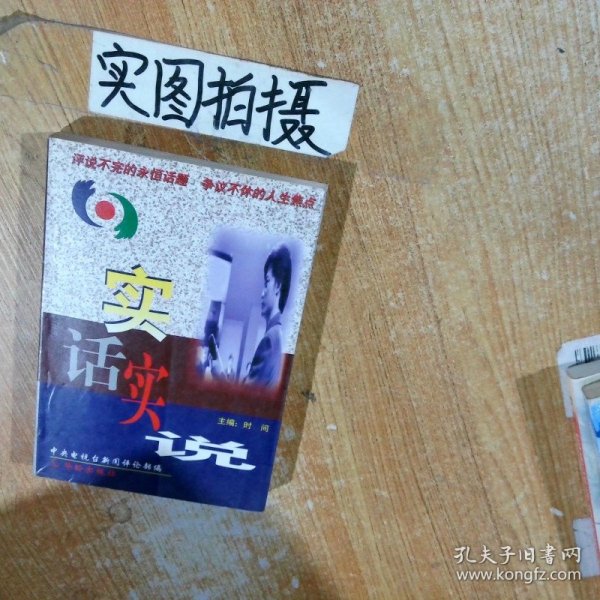 实图拍摄
评说不完的永恒话题 争议不休的人生焦点
实
话
实
说
主编:时 间
中央电视台新闻评论部编
孔夫子旧书网
www.kongfz.com